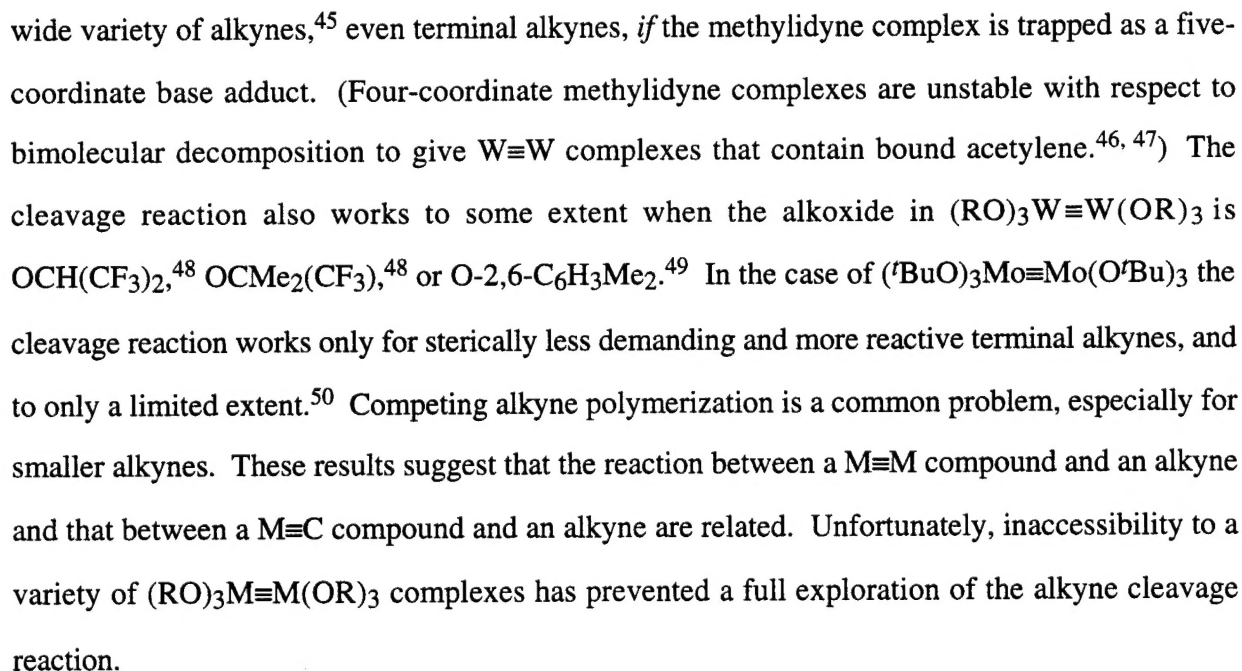 wide variety of alkynes,⁴⁵ even terminal alkynes, if the methylidyne complex is trapped as a five-
coordinate base adduct. (Four-coordinate methylidyne complexes are unstable with respect to
bimolecular decomposition to give W≡W complexes that contain bound acetylene.⁴⁶, ⁴⁷) The
cleavage reaction also works to some extent when the alkoxide in (RO)₃W≡W(OR)₃ is
OCH(CF₃)₂,⁴⁸ OCMe₂(CF₃),⁴⁸ or O-2,6-C₆H₃Me₂.⁴⁹ In the case of (ᵗBuO)₃Mo≡Mo(OᵗBu)₃ the
cleavage reaction works only for sterically less demanding and more reactive terminal alkynes, and
to only a limited extent.⁵⁰ Competing alkyne polymerization is a common problem, especially for
smaller alkynes. These results suggest that the reaction between a M≡M compound and an alkyne
and that between a M≡C compound and an alkyne are related. Unfortunately, inaccessibility to a
variety of (RO)₃M≡M(OR)₃ complexes has prevented a full exploration of the alkyne cleavage
reaction.